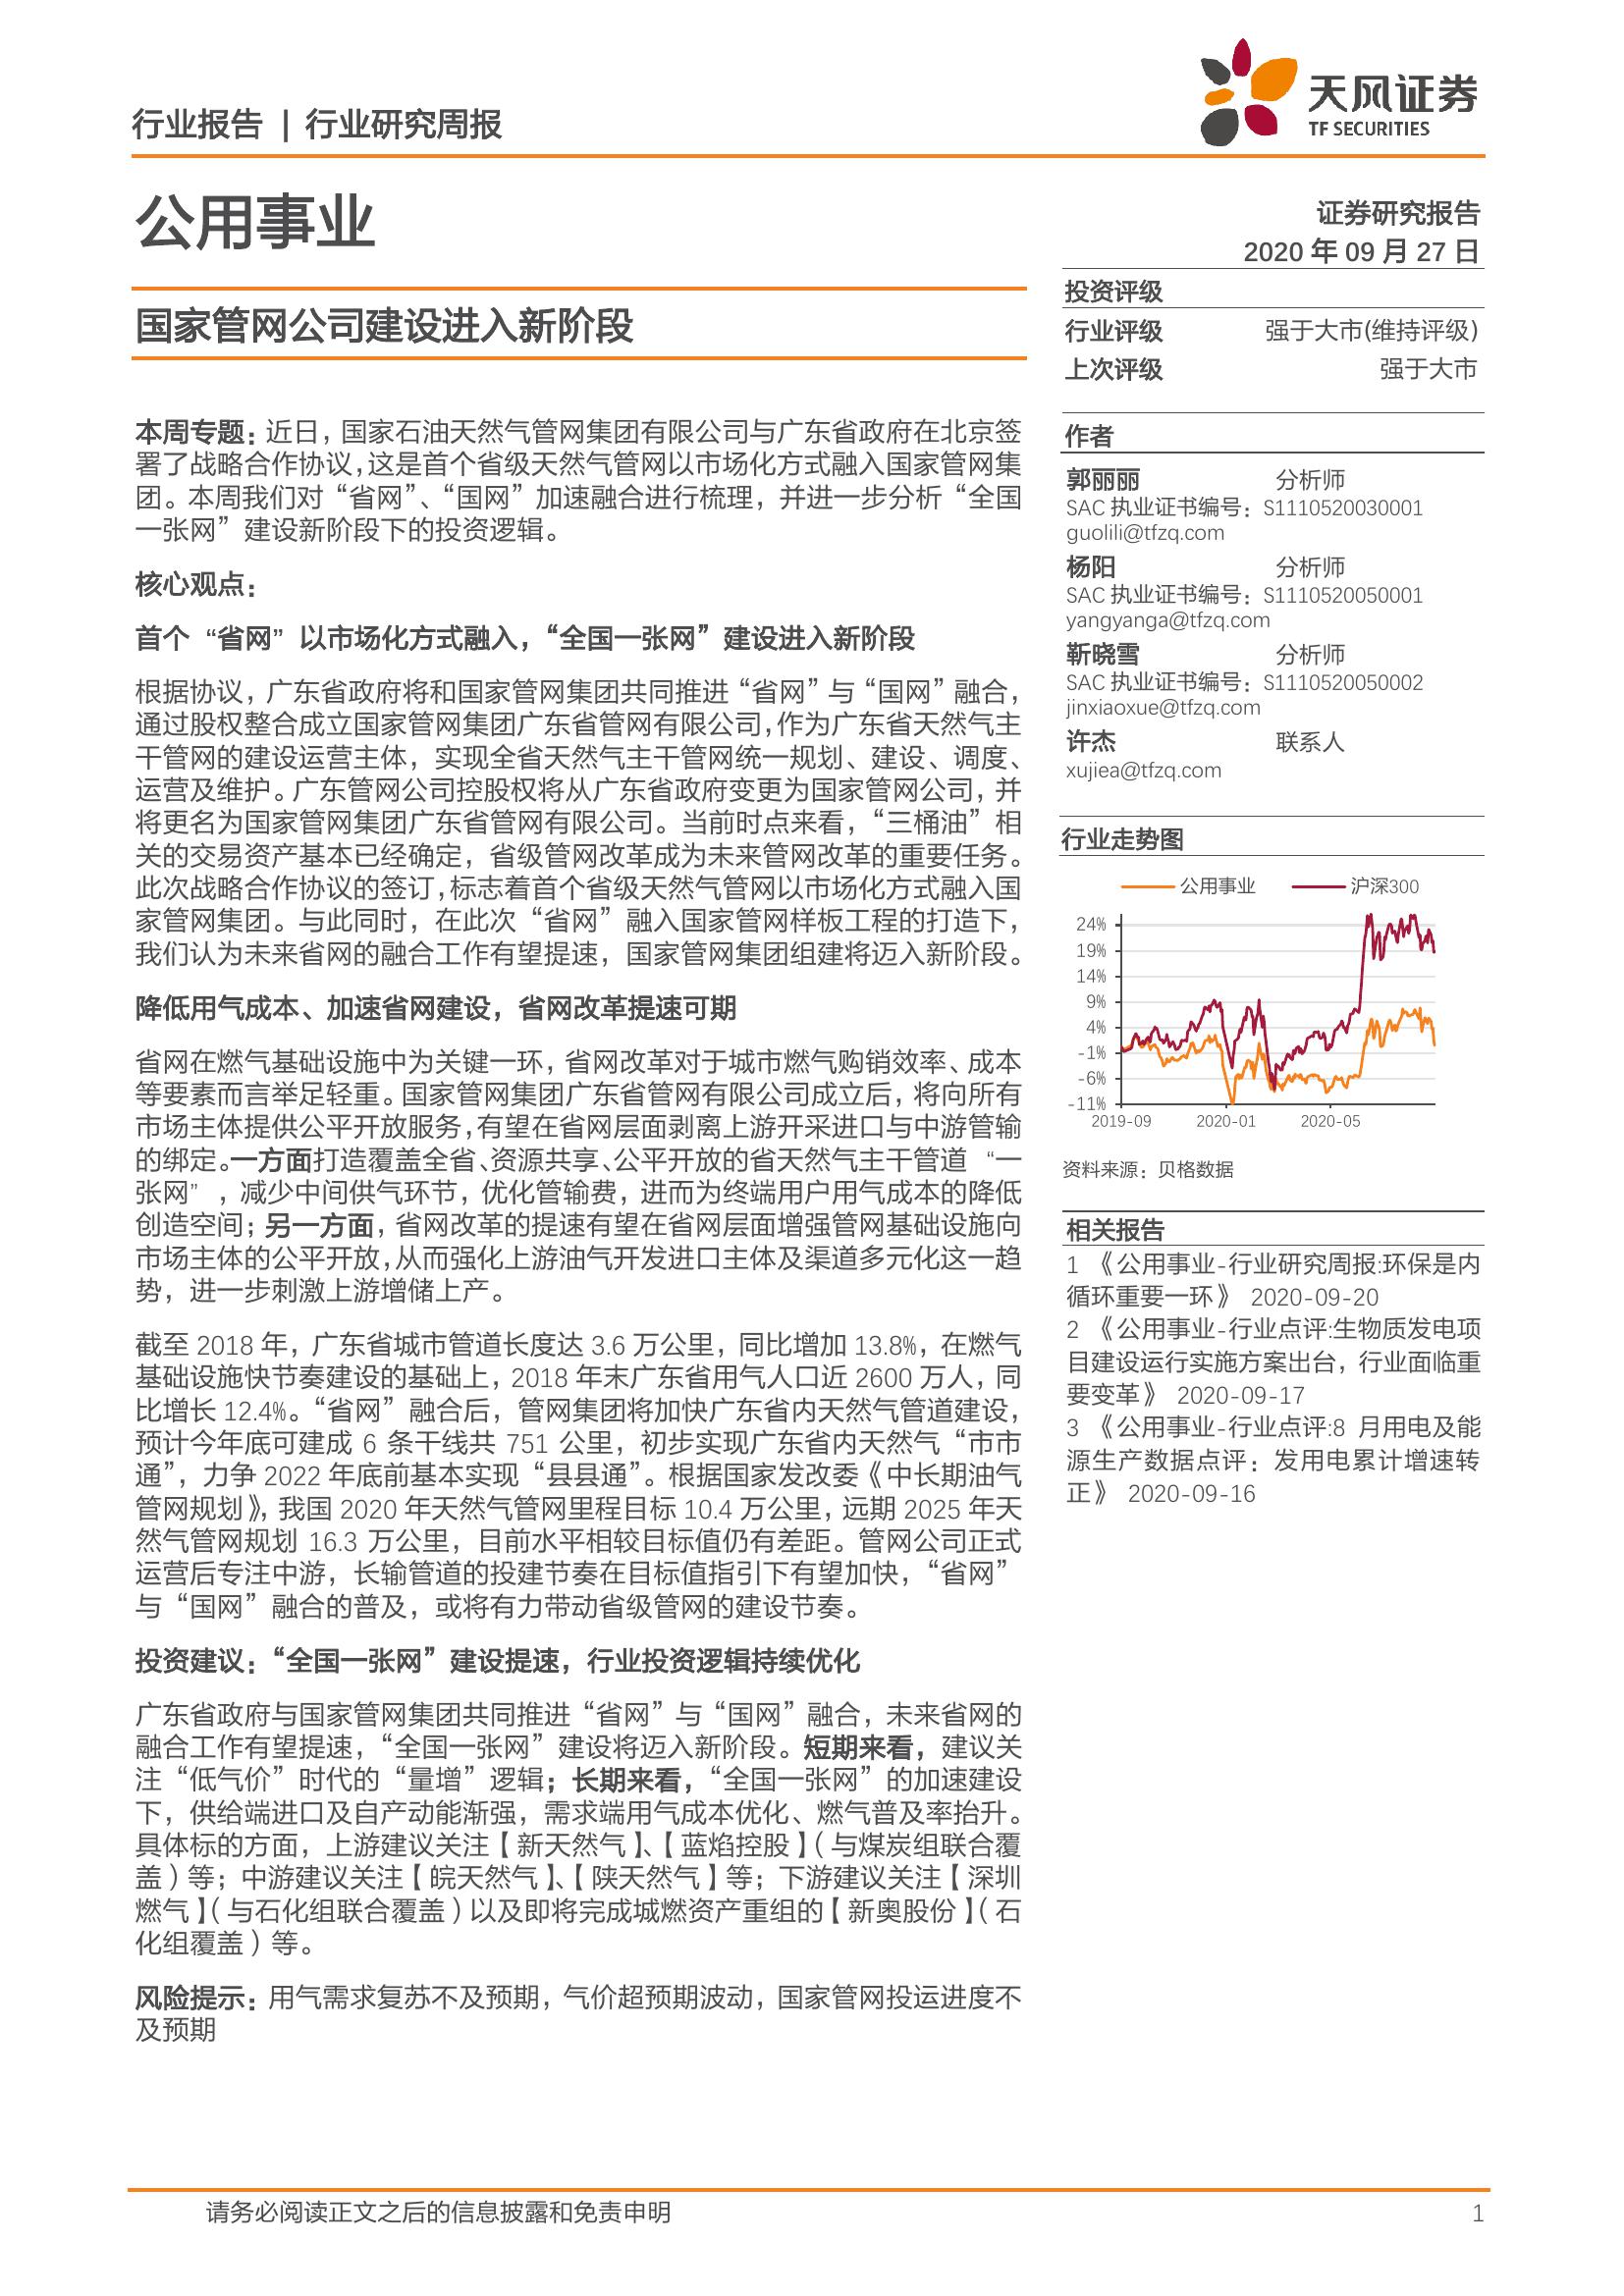 行业报告 | 行业研究周报
天风证券
TF SECURITIES
公用事业
证券研究报告
2020 年 09 月 27 日
国家管网公司建设进入新阶段
本周专题：近日，国家石油天然气管网集团有限公司与广东省政府在北京签
署了战略合作协议，这是首个省级天然气管网以市场化方式融入国家管网集
团。本周我们对“省网”、“国网”加速融合进行梳理，并进一步分析“全国
一张网”建设新阶段下的投资逻辑。
核心观点：
首个“省网”以市场化方式融入，“全国一张网”建设进入新阶段
根据协议，广东省政府将和国家管网集团共同推进“省网”与“国网”融合，
通过股权整合成立国家管网集团广东省管网有限公司，作为广东省天然气主
干管网的建设运营主体，实现全省天然气主干管网统一规划、建设、调度、
运营及维护。广东管网公司控股权将从广东省政府变更为国家管网公司，并
将更名为国家管网集团广东省管网有限公司。当前时点来看，“三桶油”相
关的交易资产基本已经确定，省级管网改革成为未来管网改革的重要任务。
此次战略合作协议的签订，标志着首个省级天然气管网以市场化方式融入国
家管网集团。与此同时，在此次“省网”融入国家管网样板工程的打造下，
我们认为未来省网的融合工作有望提速，国家管网集团组建将迈入新阶段。
降低用气成本、加速省网建设，省网改革提速可期
省网在燃气基础设施中为关键一环，省网改革对于城市燃气购销效率、成本
等要素而言举足轻重。国家管网集团广东省管网有限公司成立后，将向所有
市场主体提供公平开放服务，有望在省网层面剥离上游开采进口与中游管输
的绑定。一方面打造覆盖全省、资源共享、公平开放的省天然气主干管道“一
张网”，减少中间供气环节，优化管输费，进而为终端用户用气成本的降低
创造空间；另一方面，省网改革的提速有望在省网层面增强管网基础设施向
市场主体的公平开放，从而强化上游油气开发进口主体及渠道多元化这一趋
势，进一步刺激上游增储上产。
截至 2018 年，广东省城市管道长度达 3.6 万公里，同比增加 13.8%，在燃气
基础设施快节奏建设的基础上，2018 年末广东省用气人口近 2600 万人，同
比增长 12.4%。“省网”融合后，管网集团将加快广东省内天然气管道建设，
预计今年底可建成 6 条干线共 751 公里，初步实现广东省内天然气“市市
通”，力争 2022 年底前基本实现“县县通”。根据国家发改委《中长期油气
管网规划》，我国 2020 年天然气管网里程目标 10.4 万公里，远期 2025 年天
然气管网规划 16.3 万公里，目前水平相较目标值仍有差距。管网公司正式
运营后专注中游，长输管道的投建节奏在目标值指引下有望加快，“省网”
与“国网”融合的普及，或将有力带动省级管网的建设节奏。
投资建议：“全国一张网”建设提速，行业投资逻辑持续优化
广东省政府与国家管网集团共同推进“省网”与“国网”融合，未来省网的
融合工作有望提速，“全国一张网”建设将迈入新阶段。短期来看，建议关
注“低气价”时代的“量增”逻辑；长期来看，“全国一张网”的加速建设
下，供给端进口及自产动能渐强，需求端用气成本优化、燃气普及率抬升。
具体标的方面，上游建议关注【新天然气】、【蓝焰控股】（与煤炭组联合覆
盖）等；中游建议关注【皖天然气】、【陕天然气】等；下游建议关注【深圳
燃气】（与石化组联合覆盖）以及即将完成城燃资产重组的【新奥股份】（石
化组覆盖）等。
风险提示：用气需求复苏不及预期，气价超预期波动，国家管网投运进度不
及预期
投资评级
行业评级 强于大市(维持评级)
上次评级 强于大市
作者
郭丽丽 分析师
SAC 执业证书编号：S1110520030001
guolili@tfzq.com
杨阳 分析师
SAC 执业证书编号：S1110520050001
yangyanga@tfzq.com
靳晓雪 分析师
SAC 执业证书编号：S1110520050002
jinxiaoxue@tfzq.com
许杰 联系人
xujiea@tfzq.com
行业走势图
公用事业 沪深300
24%
19%
14%
9%
4%
-1%
-6%
-11%
2019-09 2020-01 2020-05
资料来源：贝格数据
相关报告
1 《公用事业-行业研究周报:环保是内
循环重要一环》 2020-09-20
2 《公用事业-行业点评:生物质发电项
目建设运行实施方案出台，行业面临重
要变革》 2020-09-17
3 《公用事业-行业点评:8 月用电及能
源生产数据点评：发用电累计增速转
正》 2020-09-16
请务必阅读正文之后的信息披露和免责申明 1